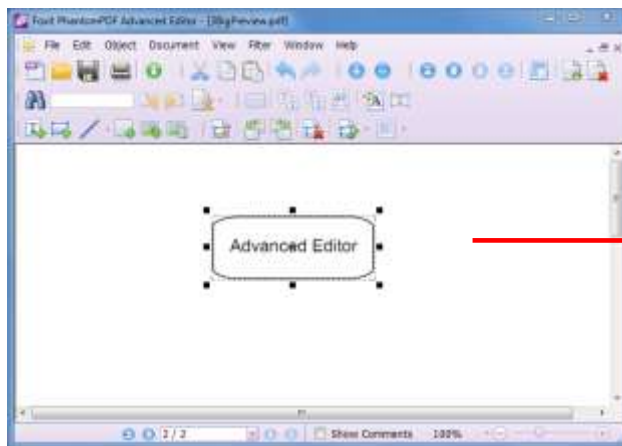 Foxit PhantomPDF Advanced Editor - [3BigPreview.pdf]
File Edit Object Document View Filter Window Help
Advanced Editor
2 / 2 Show Comments 100%